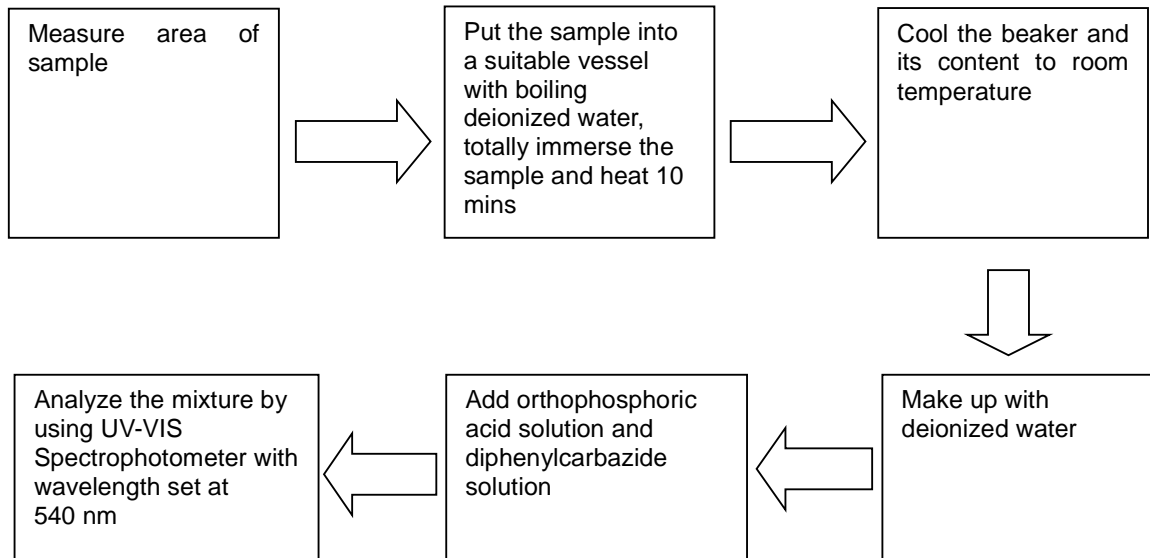 Measure area of
sample
Put the sample into
a suitable vessel
with boiling
deionized water,
totally immerse the
sample and heat 10
mins
Cool the beaker and
its content to room
temperature
Make up with
deionized water
Add orthophosphoric
acid solution and
diphenylcarbazide
solution
Analyze the mixture by
using UV-VIS
Spectrophotometer with
wavelength set at
540 nm